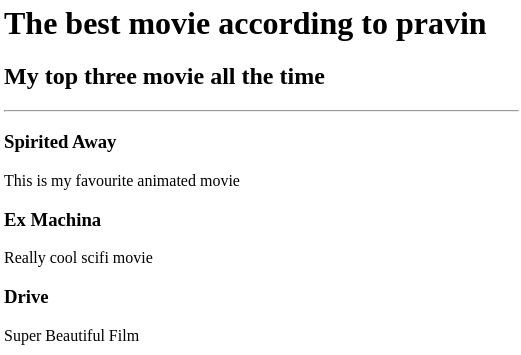 The best movie according to pravin
My top three movie all the time
Spirited Away
This is my favourite animated movie
Ex Machina
Really cool scifi movie
Drive
Super Beautiful Film